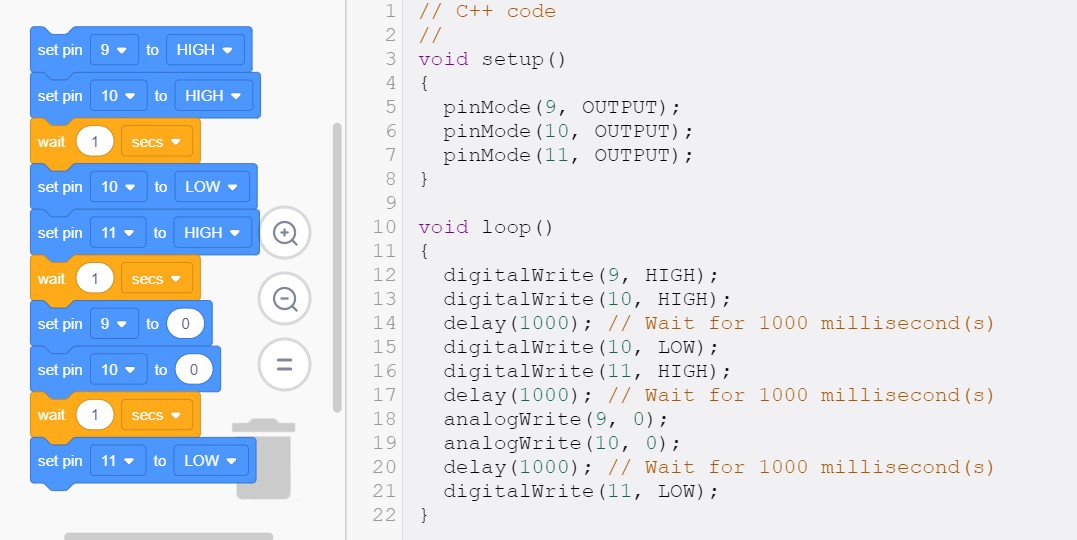 set pin 9 to HIGH
set pin 10 to HIGH
wait 1 secs
set pin 10 to LOW
set pin 11 to HIGH
wait 1 secs
set pin 9 to 0
set pin 10 to 0
wait 1 secs
set pin 11 to LOW
1 // C++ code
2 //
3 void setup()
4 {
5   pinMode(9, OUTPUT);
6   pinMode(10, OUTPUT);
7   pinMode(11, OUTPUT);
8 }
9
10 void loop()
11 {
12   digitalWrite(9, HIGH);
13   digitalWrite(10, HIGH);
14   delay(1000); // Wait for 1000 millisecond(s)
15   digitalWrite(10, LOW);
16   digitalWrite(11, HIGH);
17   delay(1000); // Wait for 1000 millisecond(s)
18   analogWrite(9, 0);
19   analogWrite(10, 0);
20   delay(1000); // Wait for 1000 millisecond(s)
21   digitalWrite(11, LOW);
22 }